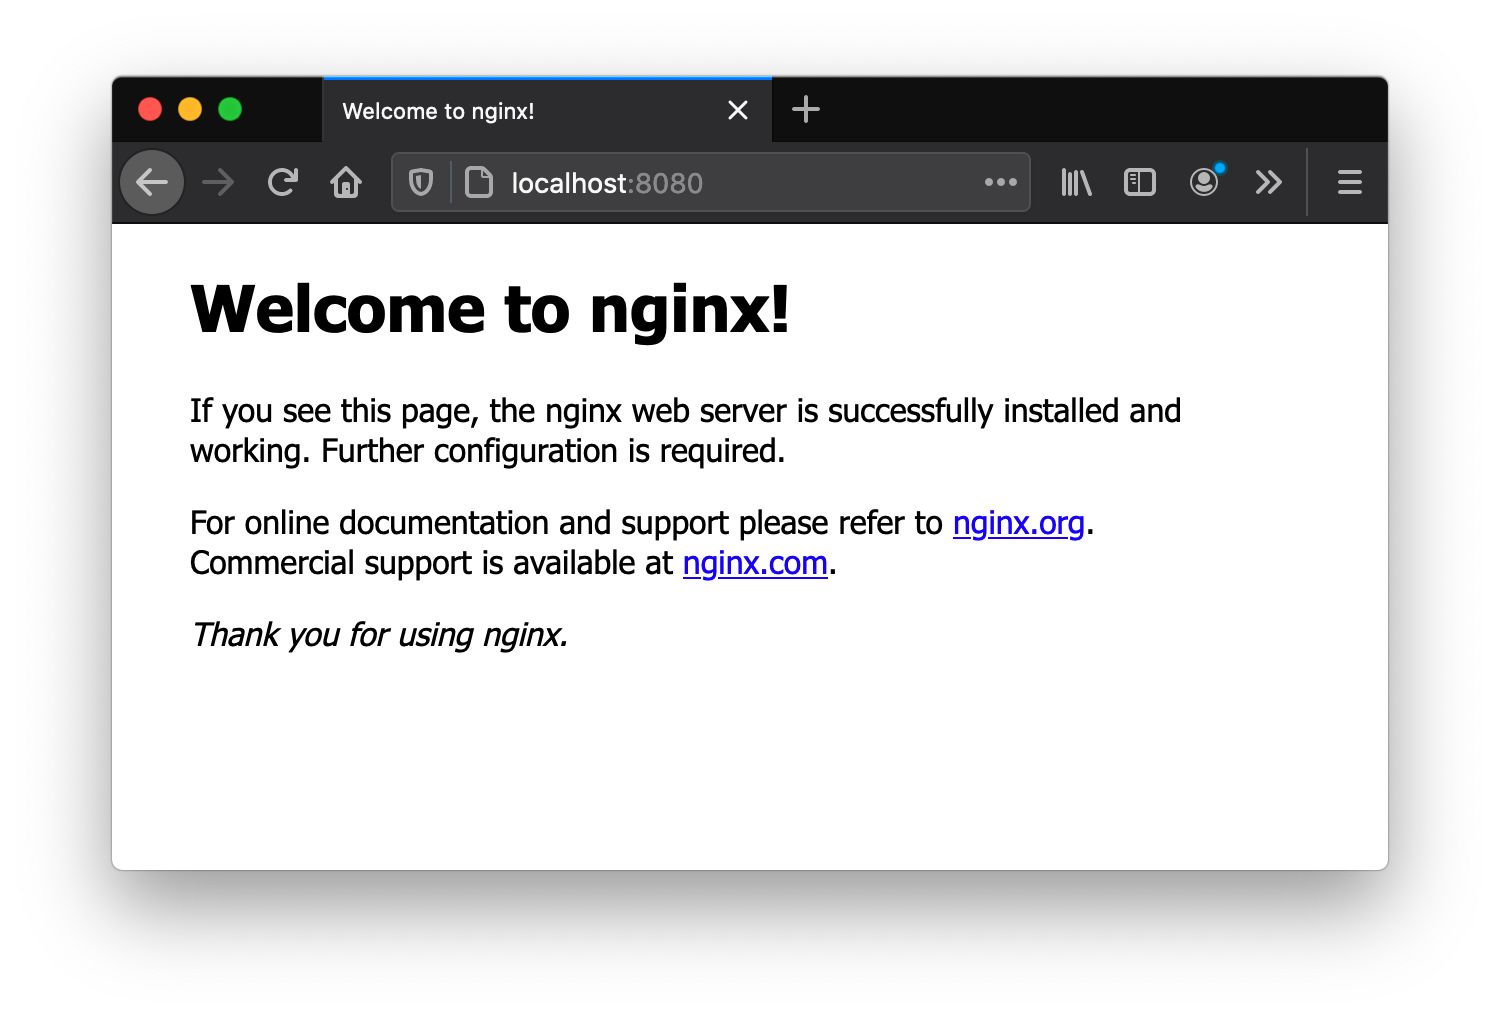 Welcome to nginx!
localhost:8080
Welcome to nginx!
If you see this page, the nginx web server is successfully installed and
working. Further configuration is required.
For online documentation and support please refer to nginx.org.
Commercial support is available at nginx.com.
Thank you for using nginx.